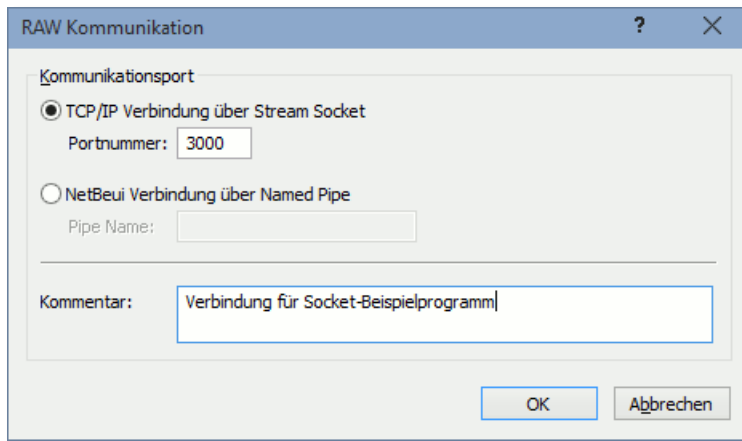 RAW Kommunikation ?
Kommunikationsport
TCP/IP Verbindung über Stream Socket
Portnummer: 3000
NetBeui Verbindung über Named Pipe
Pipe Name:
Kommentar: Verbindung für Socket-Beispielprogramm
OK Abbrechen